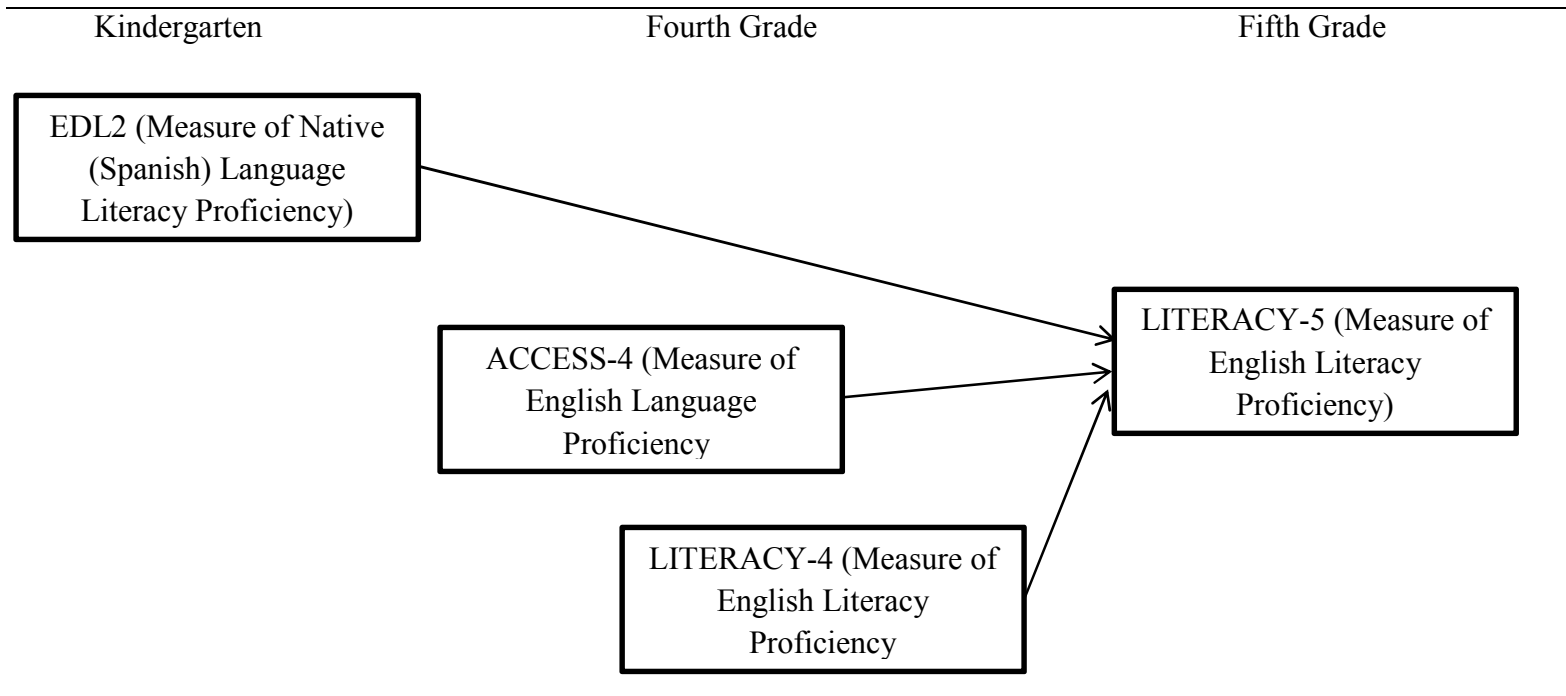 Kindergarten
Fourth Grade
Fifth Grade
EDL2 (Measure of Native
(Spanish) Language
Literacy Proficiency)
ACCESS-4 (Measure of
English Language
Proficiency
LITERACY-4 (Measure of
English Literacy
Proficiency
LITERACY-5 (Measure of
English Literacy
Proficiency)